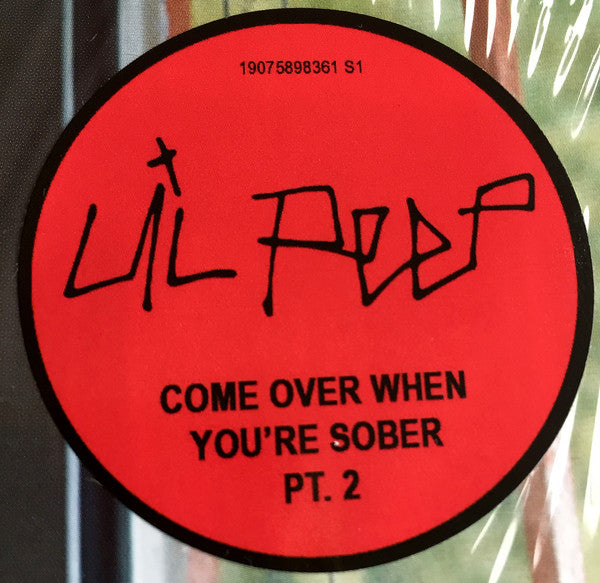 19075898361 S1
LiL PeeP
COME OVER WHEN
YOU'RE SOBER
PT. 2